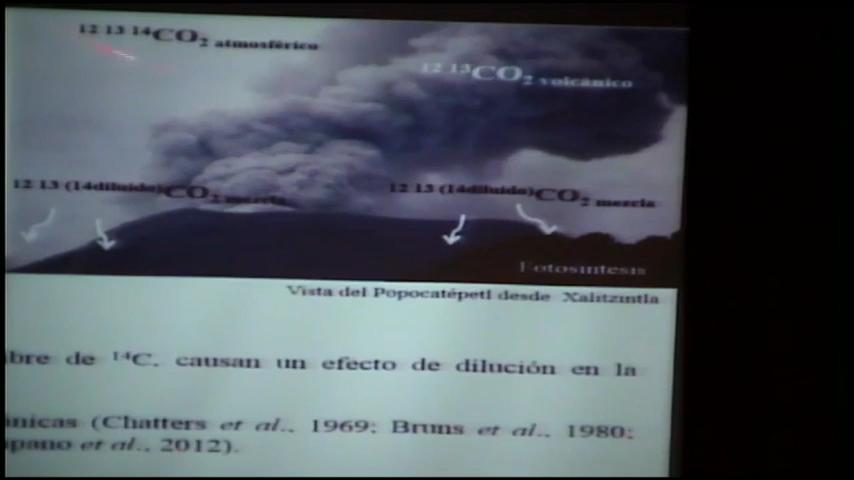 12 13 14CO2 atmosférico
12 13CO2 volcánico
12 13 (14diluido)CO2 mezcla
12 13 (14diluido)CO2 mezcla
Fotosíntesis
Vista del Popocatépetl desde Xalitzintla
bre de 14C, causan un efecto de dilución en la
nicas (Chatters et al., 1969; Bruns et al., 1980;
pano et al., 2012).